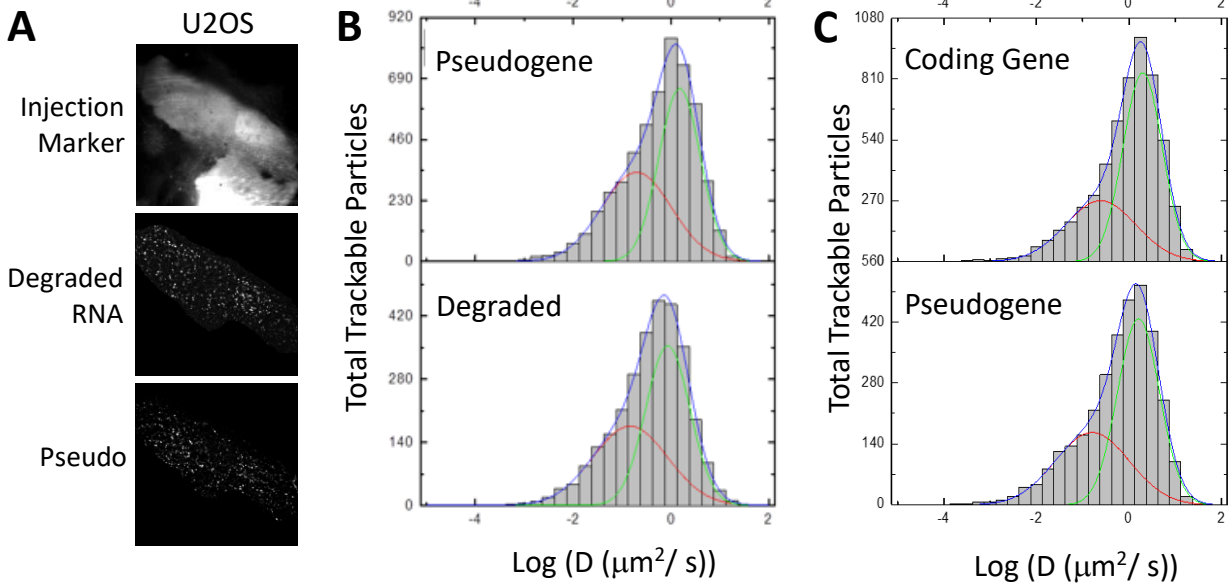 A
U2OS
Injection
Marker
Degraded
RNA
Pseudo
B
-4 -2 0 2
920
690
460
230
0
Pseudogene
420
280
140
0
Degraded
Total Trackable Particles
-4 -2 0 2
Log (D (μm²/ s))
C
-4 -2 0 2
1080
810
540
270
560
Coding Gene
420
280
140
0
Pseudogene
Total Trackable Particles
-4 -2 0 2
Log (D (μm²/ s))